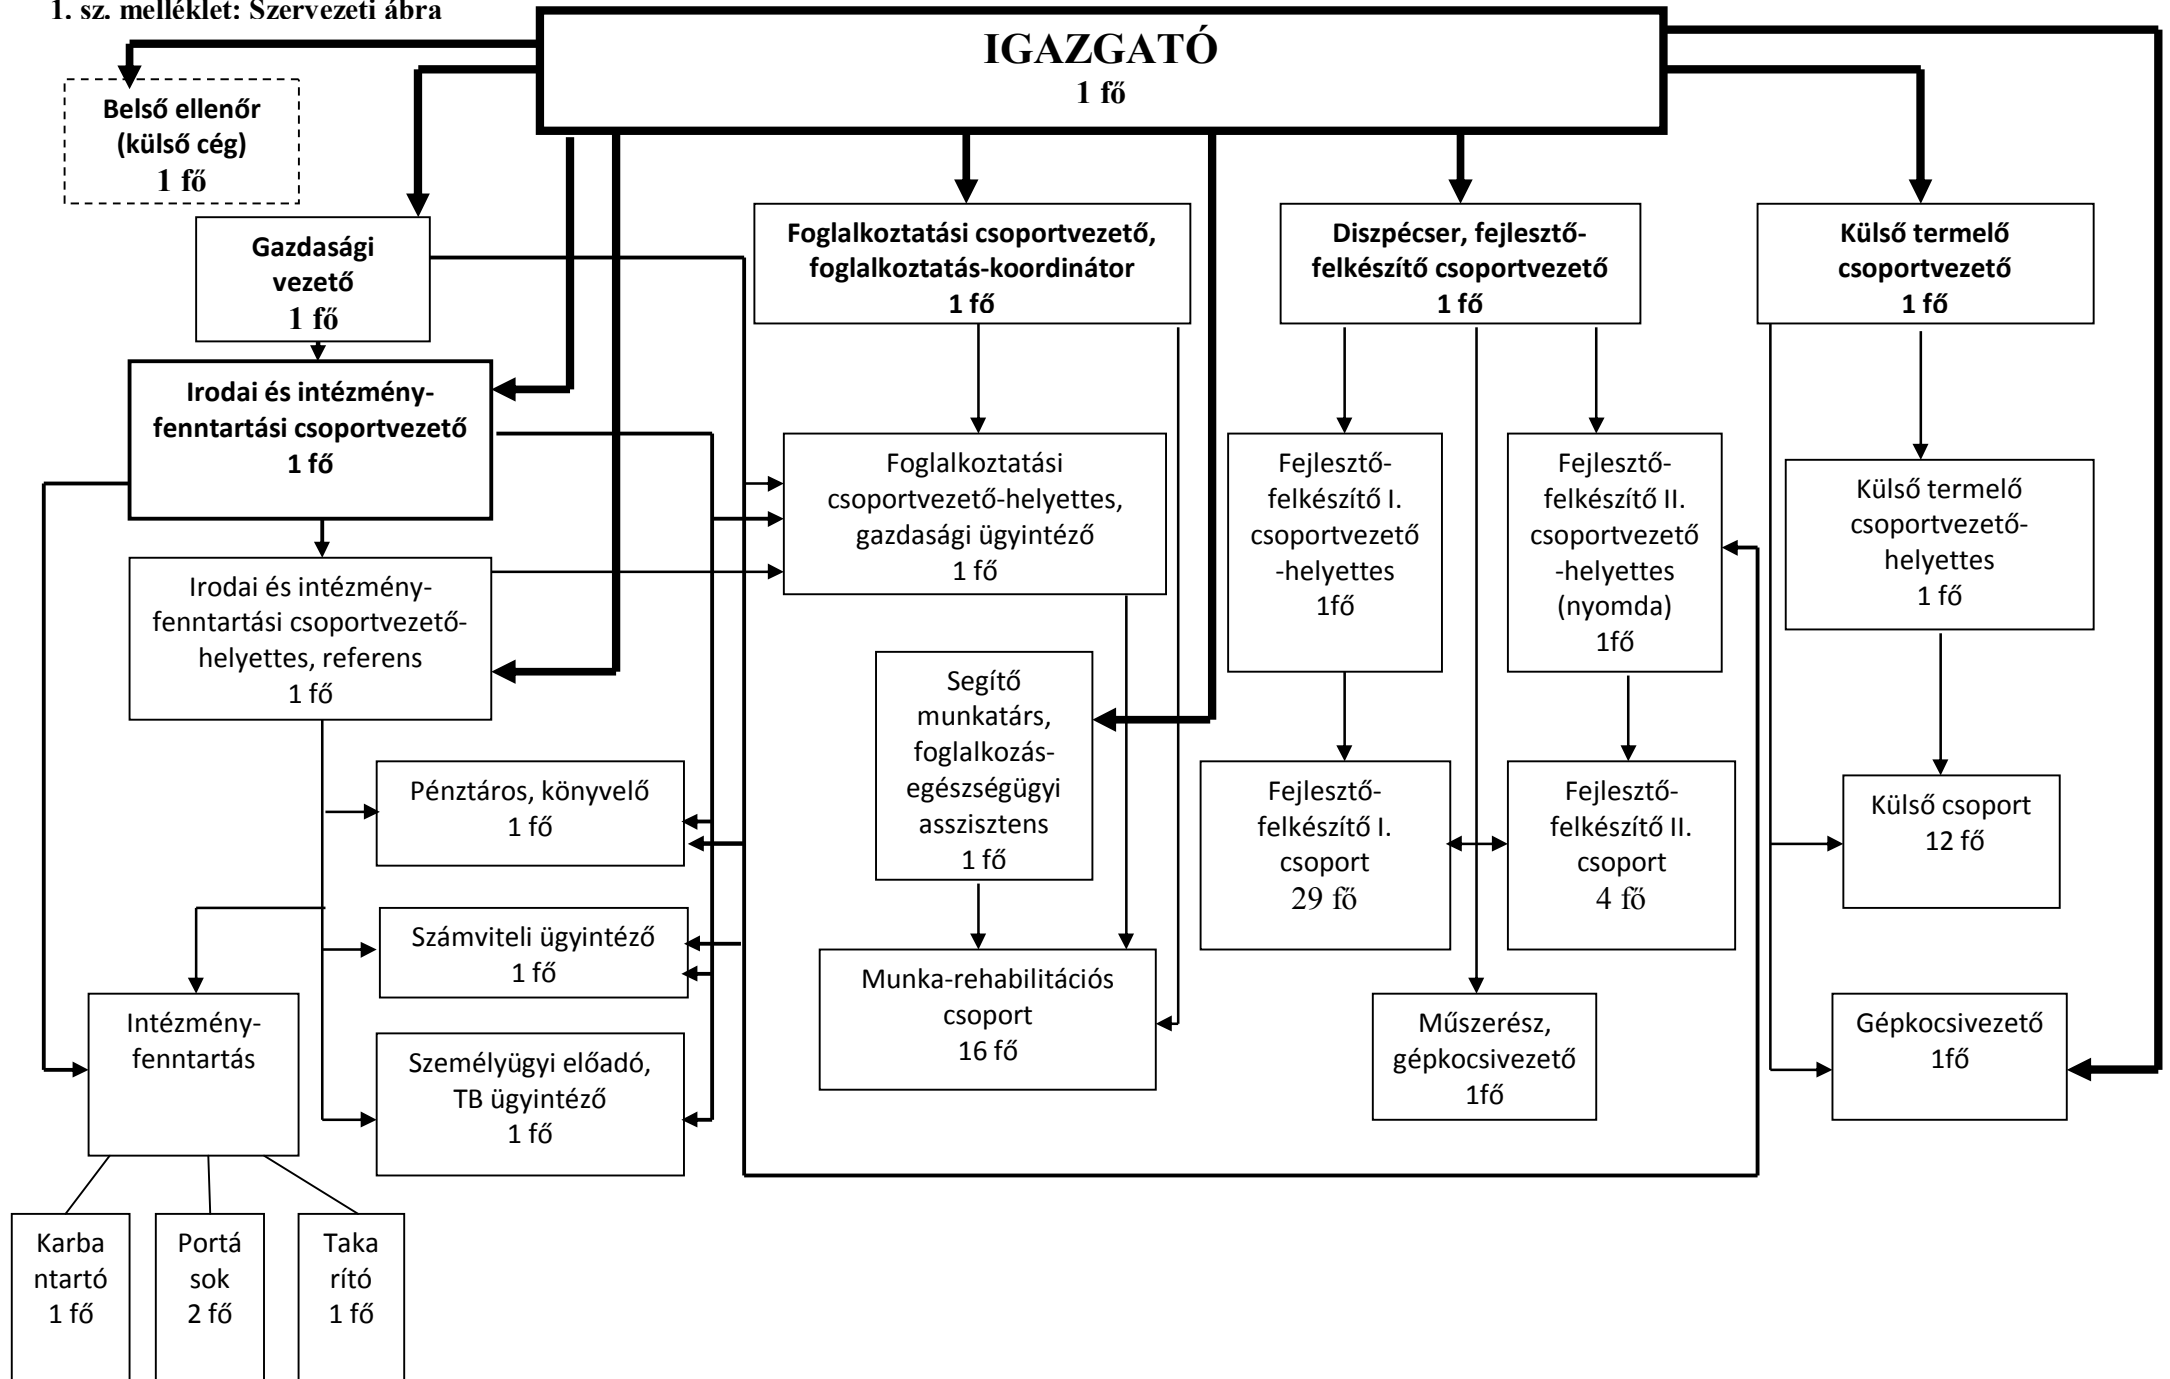 1. sz. melléklet: Szervezeti ábra
IGAZGATÓ
1 fő
Belső ellenőr
(külső cég)
1 fő
Gazdasági
vezető
1 fő
Foglalkoztatási csoportvezető,
foglalkoztatás-koordinátor
1 fő
Diszpécser, fejlesztő-
felkészítő csoportvezető
1 fő
Külső termelő
csoportvezető
1 fő
Irodai és intézmény-
fenntartási csoportvezető
1 fő
Foglalkoztatási
csoportvezető-helyettes,
gazdasági ügyintéző
1 fő
Fejlesztő-
felkészítő I.
csoportvezető
-helyettes
1fő
Fejlesztő-
felkészítő II.
csoportvezető
-helyettes
(nyomda)
1fő
Külső termelő
csoportvezető-
helyettes
1 fő
Irodai és intézmény-
fenntartási csoportvezető-
helyettes, referens
1 fő
Segítő
munkatárs,
foglalkozás-
egészségügyi
asszisztens
1 fő
Pénztáros, könyvelő
1 fő
Fejlesztő-
felkészítő I.
csoport
29 fő
Fejlesztő-
felkészítő II.
csoport
4 fő
Külső csoport
12 fő
Számviteli ügyintéző
1 fő
Munka-rehabilitációs
csoport
16 fő
Intézmény-
fenntartás
Személyügyi előadó,
TB ügyintéző
1 fő
Műszerész,
gépkocsivezető
1fő
Gépkocsivezető
1fő
Karba
ntartó
1 fő
Portá
sok
2 fő
Taka
rító
1 fő